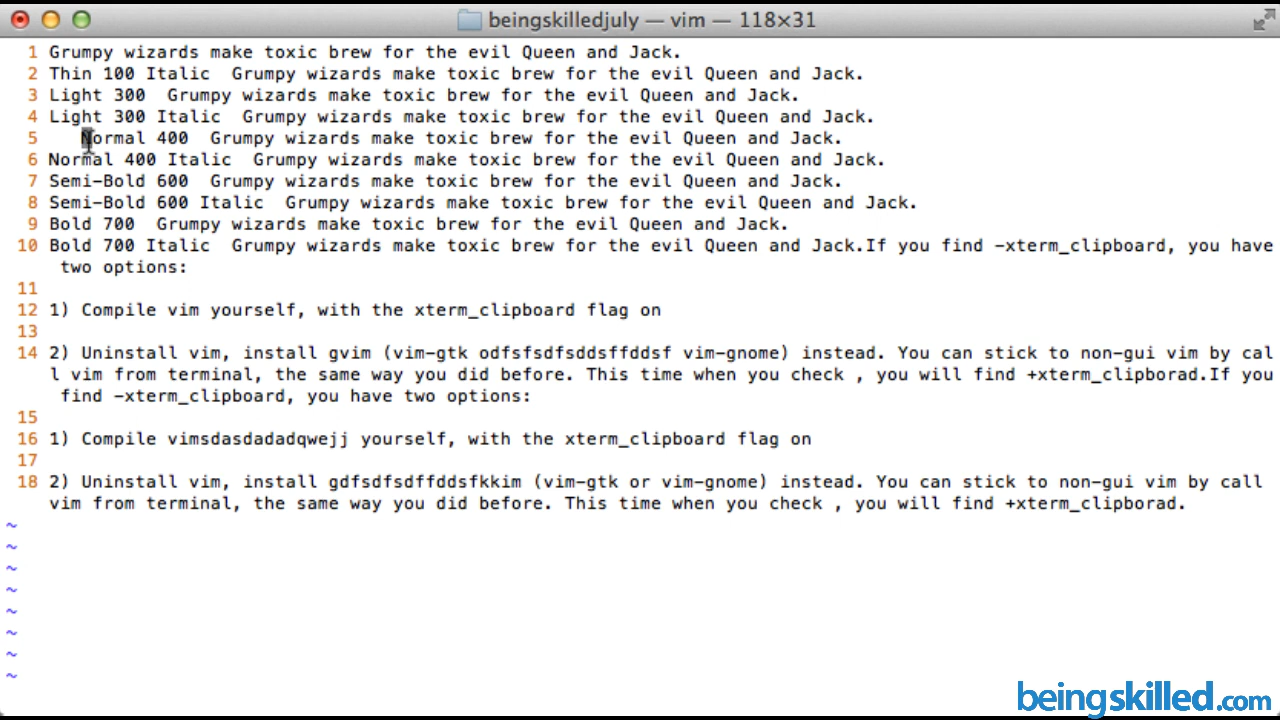 beingskilledjuly — vim — 118×31
1 Grumpy wizards make toxic brew for the evil Queen and Jack.
2 Thin 100 Italic  Grumpy wizards make toxic brew for the evil Queen and Jack.
3 Light 300  Grumpy wizards make toxic brew for the evil Queen and Jack.
4 Light 300 Italic  Grumpy wizards make toxic brew for the evil Queen and Jack.
5    Normal 400  Grumpy wizards make toxic brew for the evil Queen and Jack.
6 Normal 400 Italic  Grumpy wizards make toxic brew for the evil Queen and Jack.
7 Semi-Bold 600  Grumpy wizards make toxic brew for the evil Queen and Jack.
8 Semi-Bold 600 Italic  Grumpy wizards make toxic brew for the evil Queen and Jack.
9 Bold 700  Grumpy wizards make toxic brew for the evil Queen and Jack.
10 Bold 700 Italic  Grumpy wizards make toxic brew for the evil Queen and Jack.If you find -xterm_clipboard, you have
two options:
11
12 1) Compile vim yourself, with the xterm_clipboard flag on
13
14 2) Uninstall vim, install gvim (vim-gtk odfsfsdfsddsffddsf vim-gnome) instead. You can stick to non-gui vim by cal
l vim from terminal, the same way you did before. This time when you check , you will find +xterm_clipborad.If you
find -xterm_clipboard, you have two options:
15
16 1) Compile vimsdasdadadqwejj yourself, with the xterm_clipboard flag on
17
18 2) Uninstall vim, install gdfsdfsdffddsfkkim (vim-gtk or vim-gnome) instead. You can stick to non-gui vim by call
vim from terminal, the same way you did before. This time when you check , you will find +xterm_clipborad.
~
~
~
~
~
~
~
~
beingskilled.com